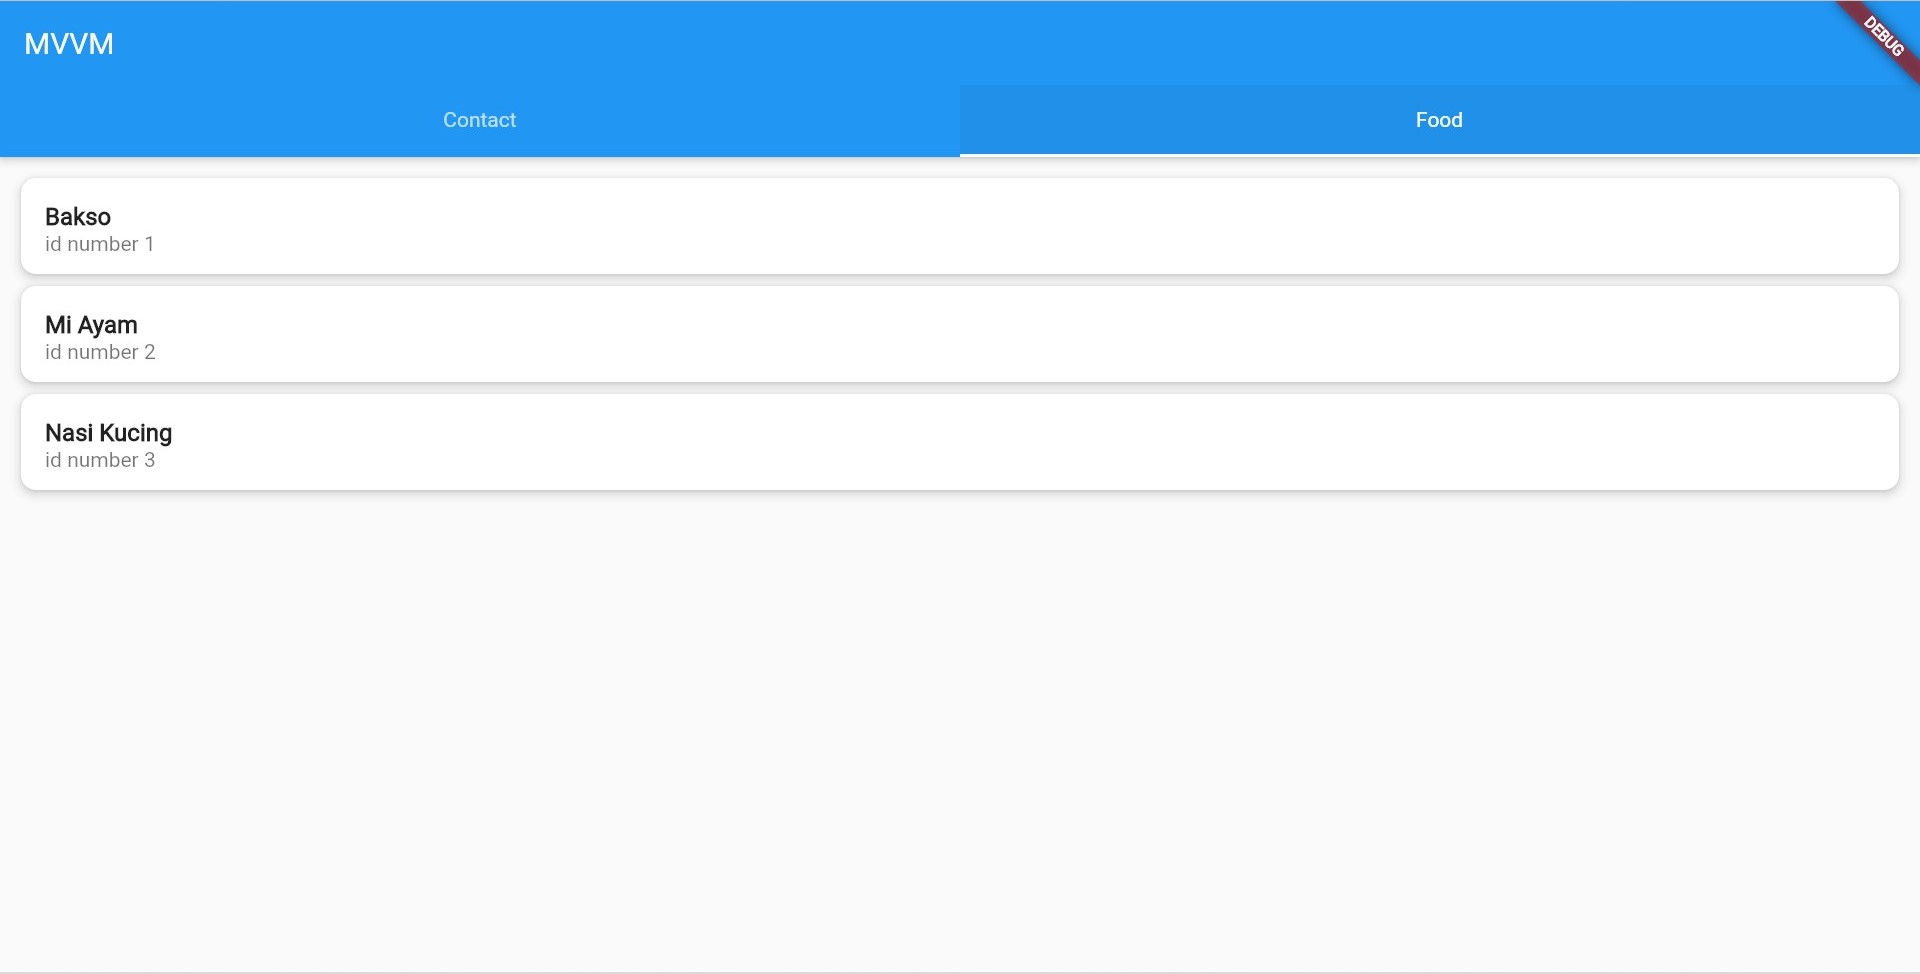 MVVM
DEBUG
Contact
Food
Bakso
id number 1
Mi Ayam
id number 2
Nasi Kucing
id number 3